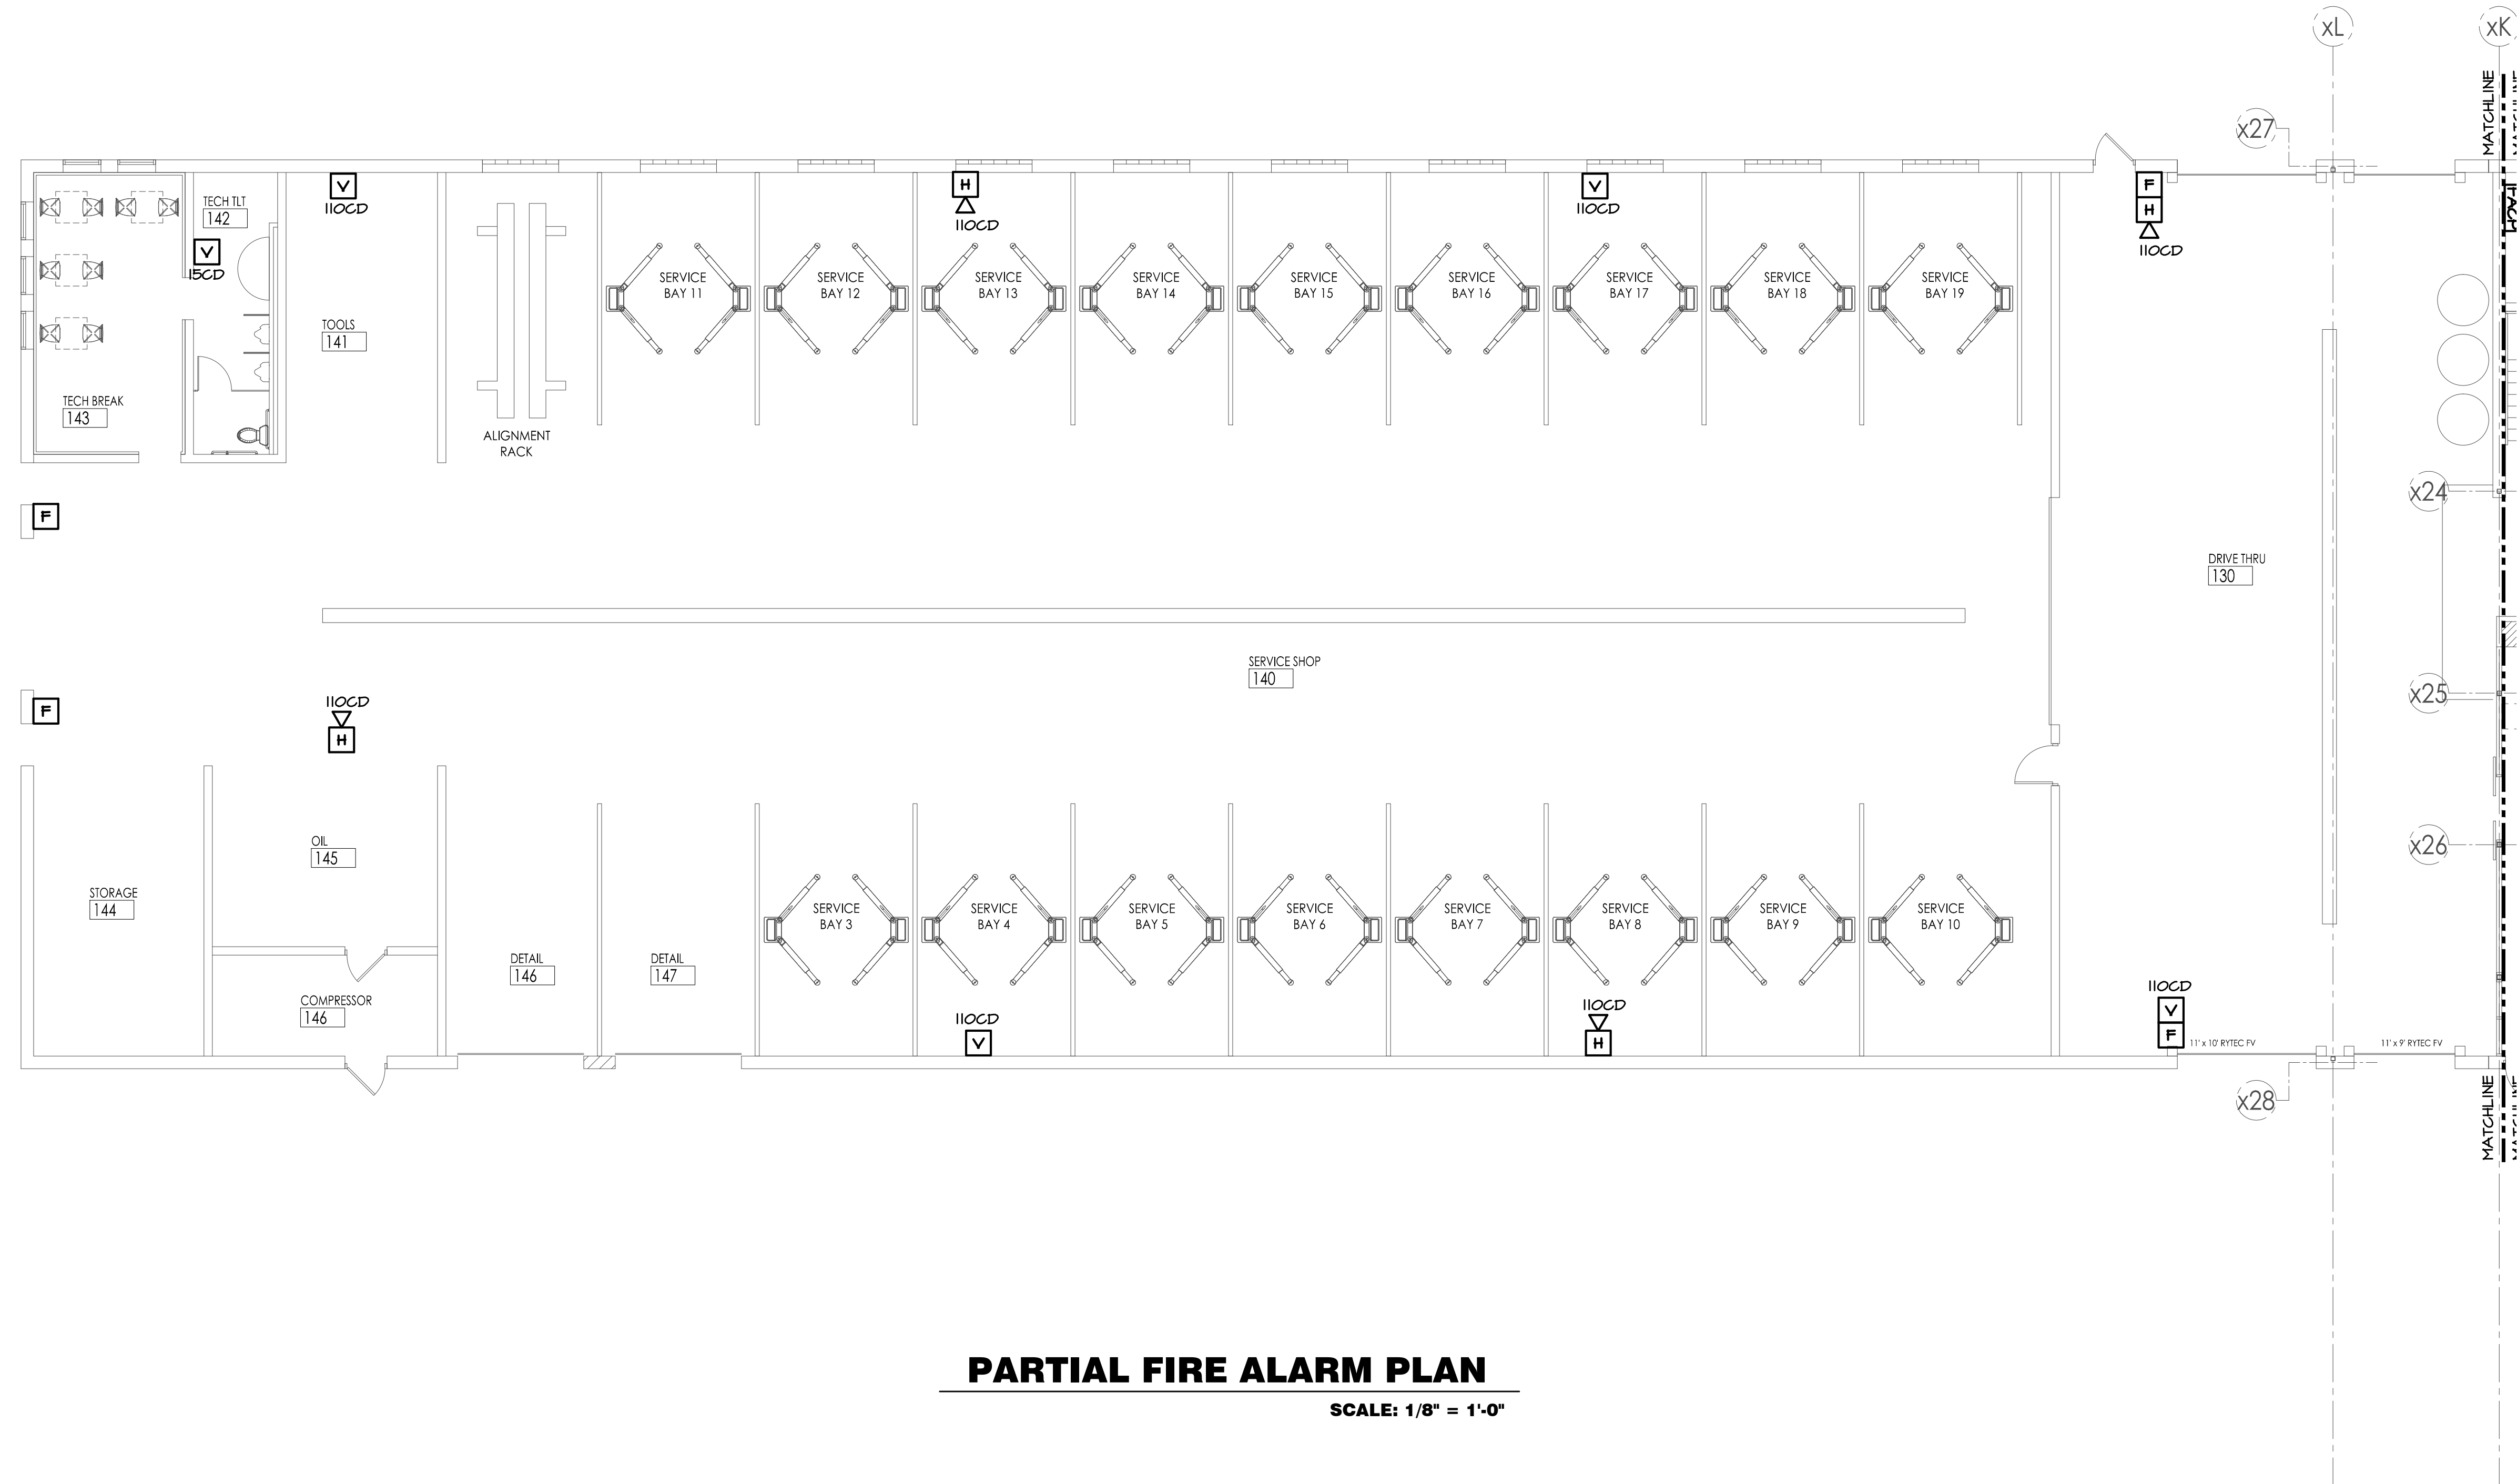 xL
xK
MATCHLINE
MATCHLINE
x27
V
110CD
H
110CD
V
110CD
F
H
110CD
TECH TLT
142
V
15CD
TOOLS
141
SERVICE
BAY 11
SERVICE
BAY 12
SERVICE
BAY 13
SERVICE
BAY 14
SERVICE
BAY 15
SERVICE
BAY 16
SERVICE
BAY 17
SERVICE
BAY 18
SERVICE
BAY 19
TECH BREAK
143
ALIGNMENT
RACK
F
x24
DRIVE THRU
130
SERVICE SHOP
140
F
x25
110CD
H
x26
OIL
145
STORAGE
144
SERVICE
BAY 3
SERVICE
BAY 4
SERVICE
BAY 5
SERVICE
BAY 6
SERVICE
BAY 7
SERVICE
BAY 8
SERVICE
BAY 9
SERVICE
BAY 10
DETAIL
146
DETAIL
147
COMPRESSOR
146
110CD
V
110CD
H
110CD
V
F
11' x 10' RYTEC FV
11' x 9' RYTEC FV
x28
MATCHLINE
MATCHLINE
PARTIAL FIRE ALARM PLAN
SCALE: 1/8" = 1'-0"